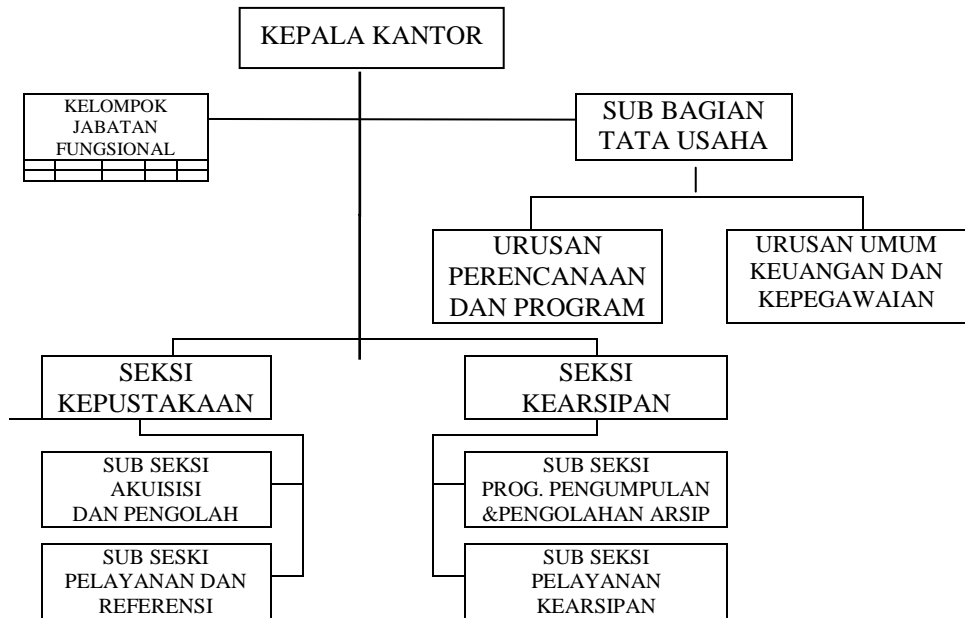 KEPALA KANTOR
KELOMPOK
JABATAN
FUNGSIONAL
SUB BAGIAN
TATA USAHA
URUSAN
PERENCANAAN
DAN PROGRAM
URUSAN UMUM
KEUANGAN DAN
KEPEGAWAIAN
SEKSI
KEPUSTAKAAN
SEKSI
KEARSIPAN
SUB SEKSI
AKUISISI
DAN PENGOLAH
SUB SEKSI
PROG. PENGUMPULAN
&PENGOLAHAN ARSIP
SUB SESKI
PELAYANAN DAN
REFERENSI
SUB SEKSI
PELAYANAN
KEARSIPAN